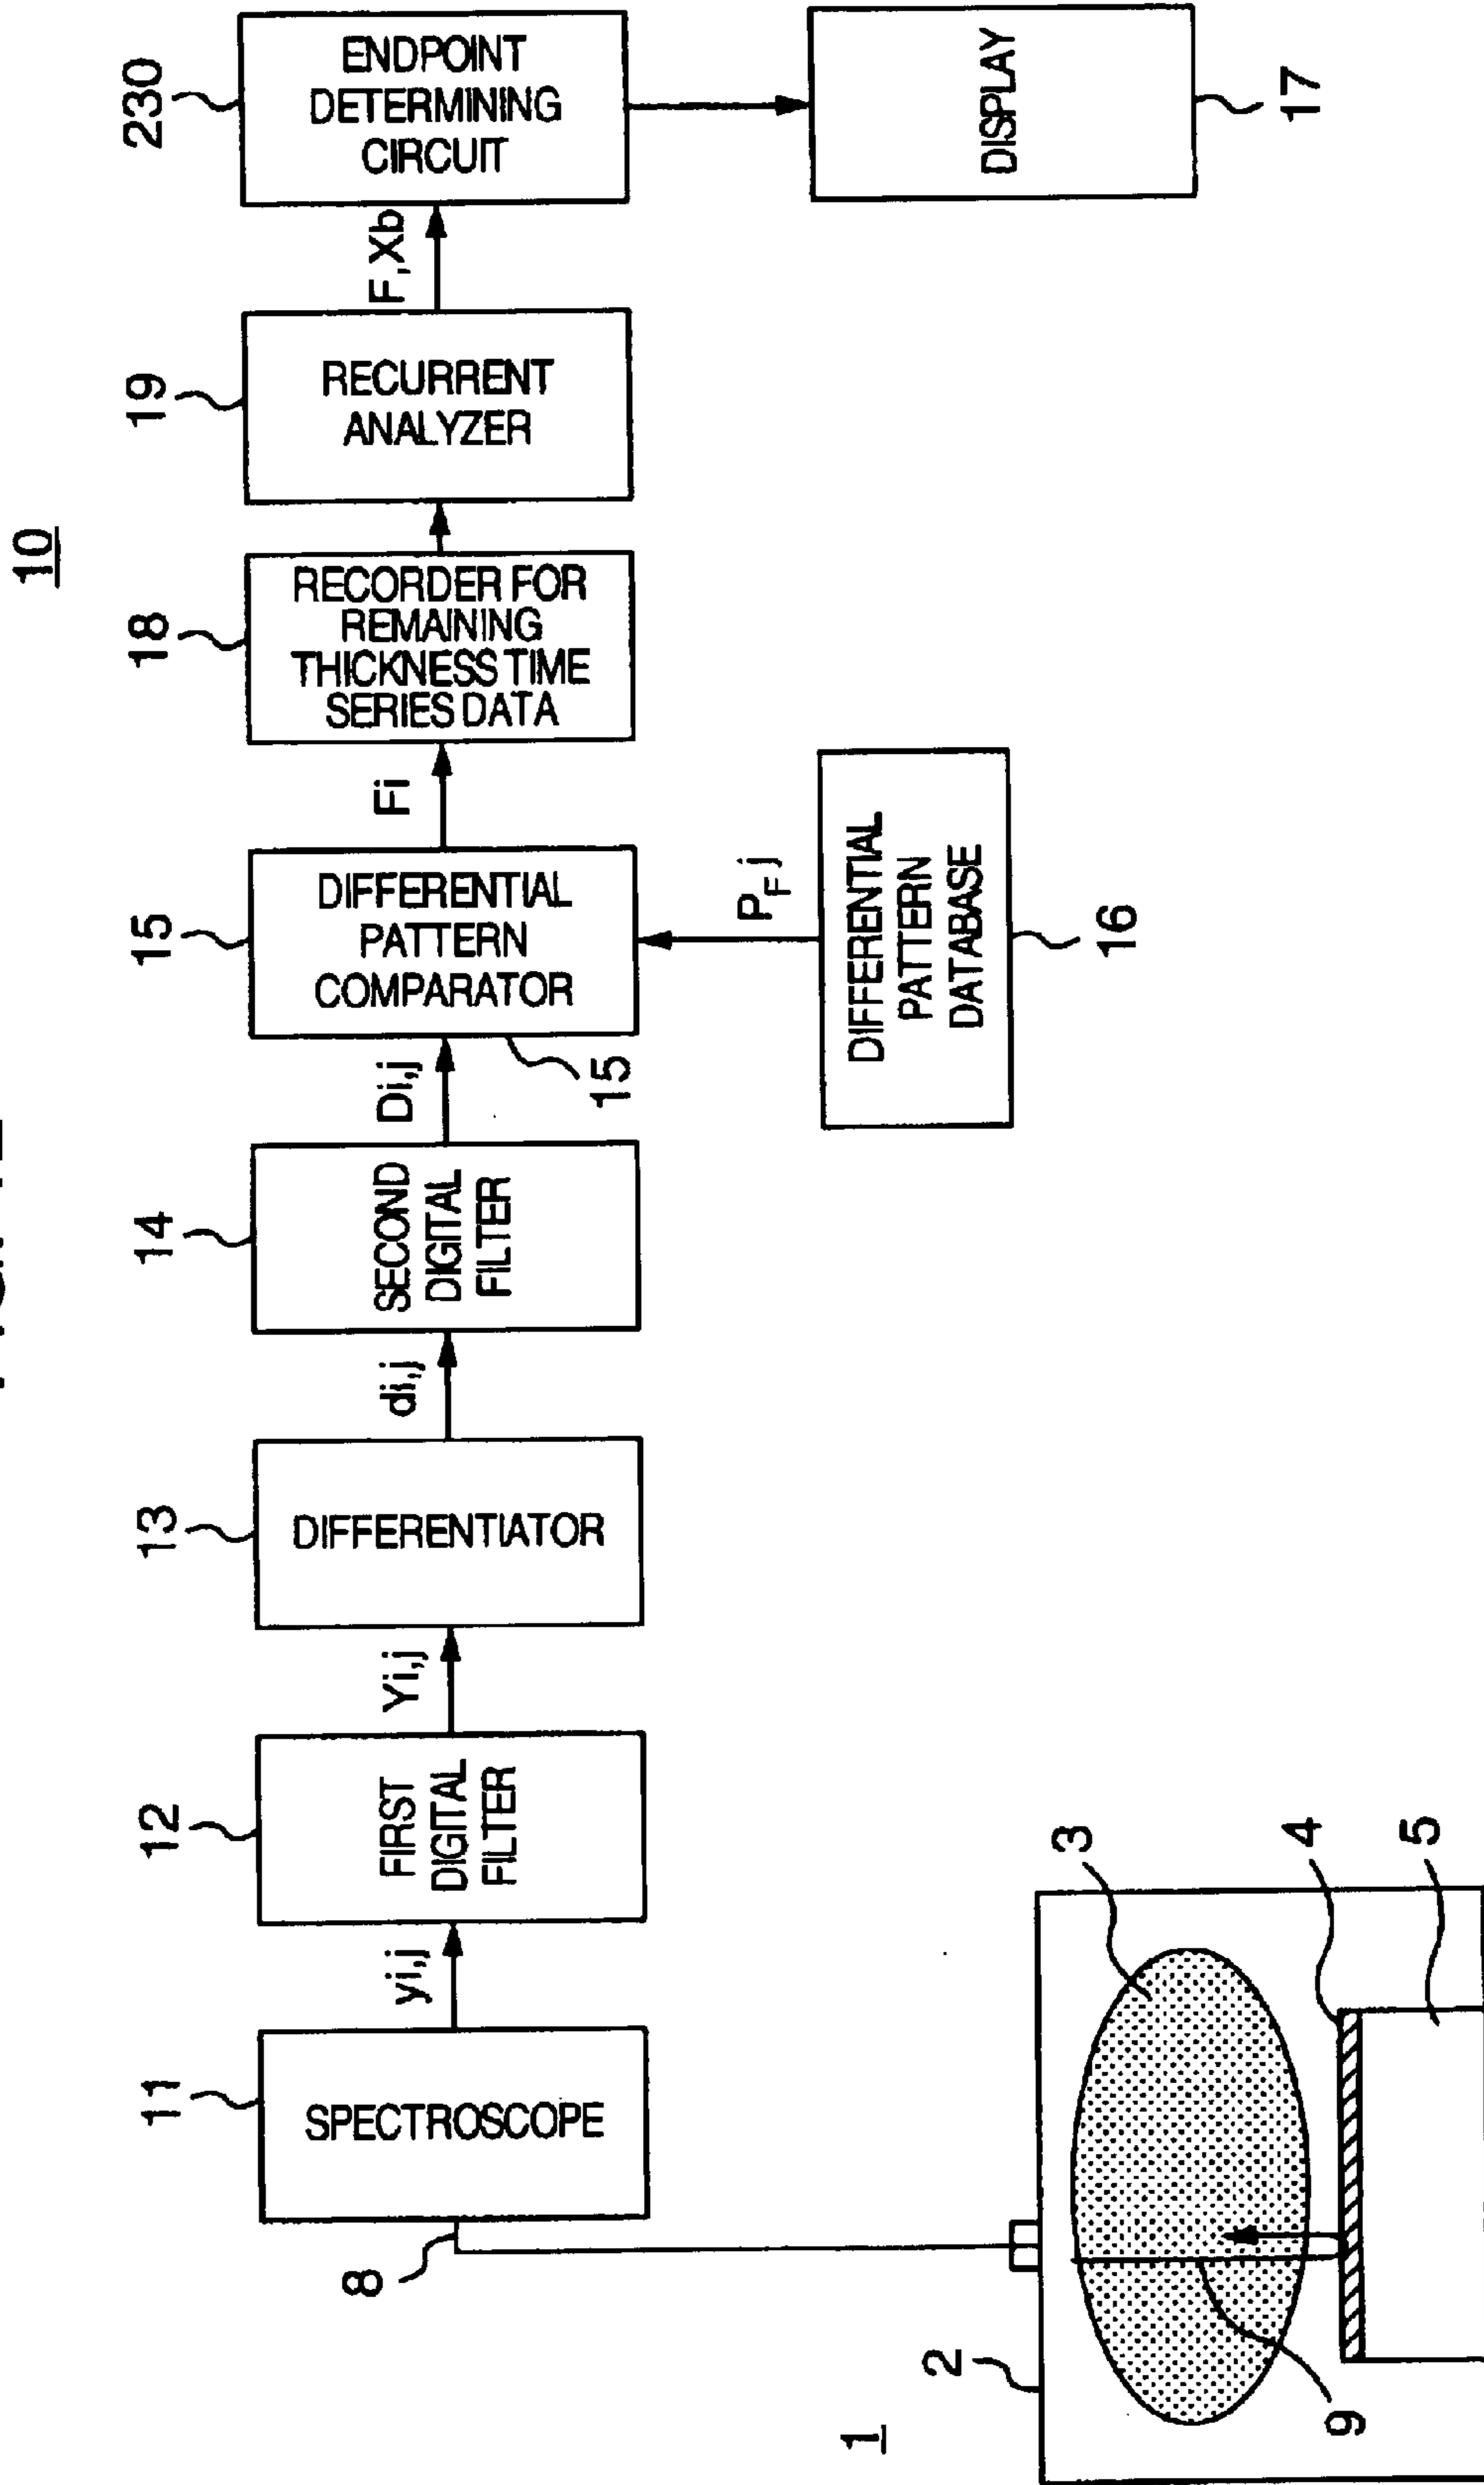 10
11
12
13
14
15
18
19
230
SPECTROSCOPE
yi,j
FIRST
DIGITAL
FILTER
Yi,j
DIFFERENTIATOR
di,j
SECOND
DIGITAL
FILTER
Di,j
DIFFERENTIAL
PATTERN
COMPARATOR
Fi
RECORDER FOR
REMAINING
THICKNESS TIME
SERIES DATA
RECURRENT
ANALYZER
F,Xb
ENDPOINT
DETERMINING
CIRCUIT
8
15
PF j
DIFFERENTIAL
PATTERN
DATABASE
16
DISPLAY
17
1
2
3
4
5
9